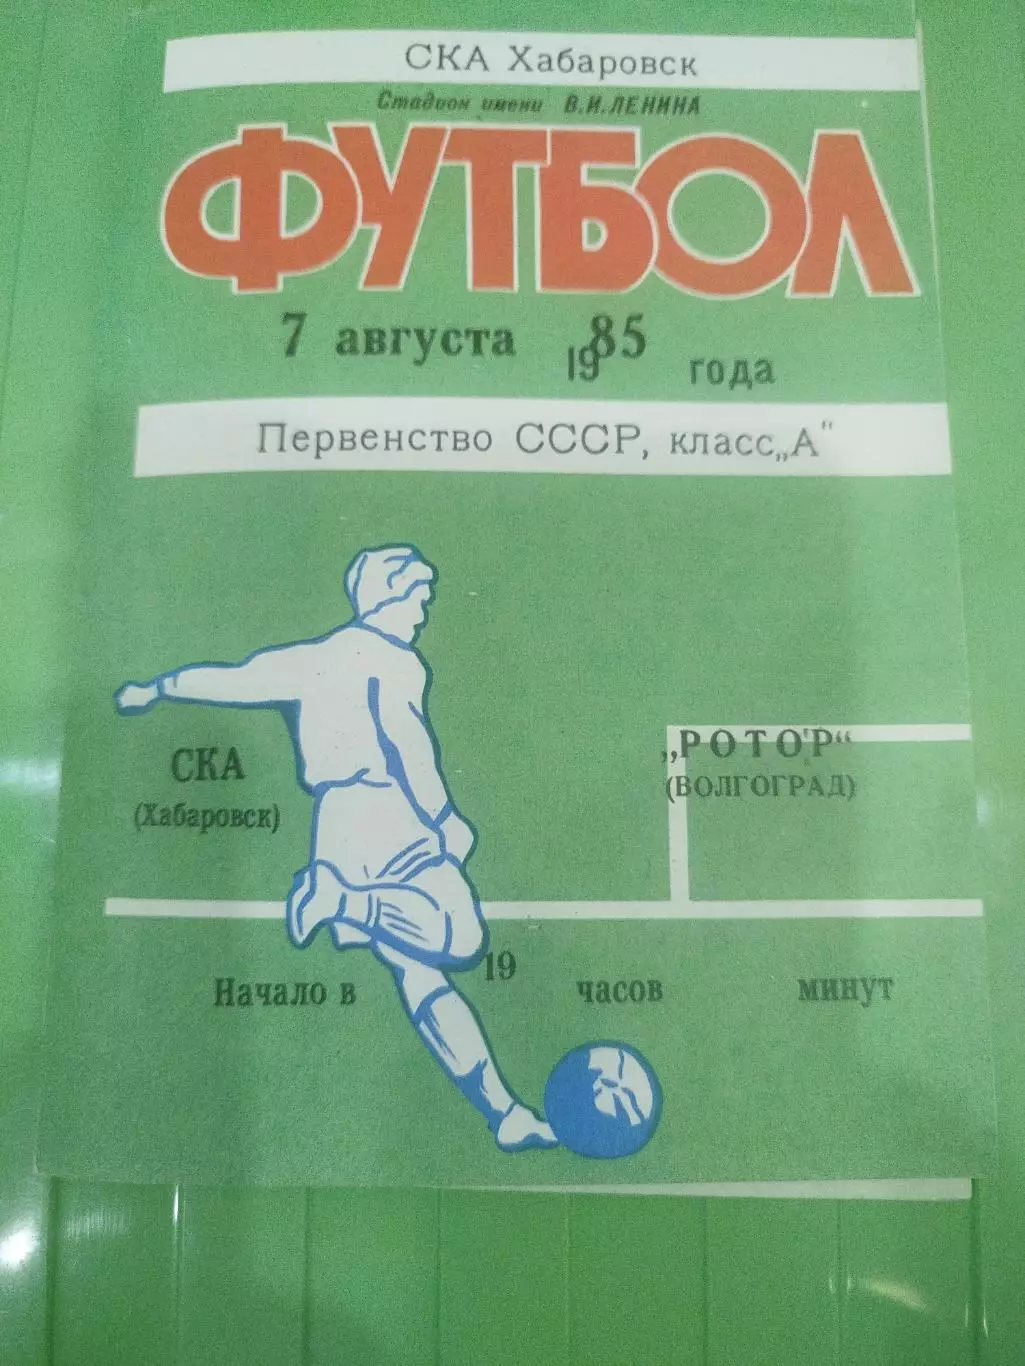 СКА Хабаровск
Стадион имени В.И.ЛЕНИНА
ФУТБОЛ
7 августа 1985 года
Первенство СССР, класс „А"
СКА
(Хабаровск)
„РОТОР"
(ВОЛГОГРАД)
Начало в 19 часов минут